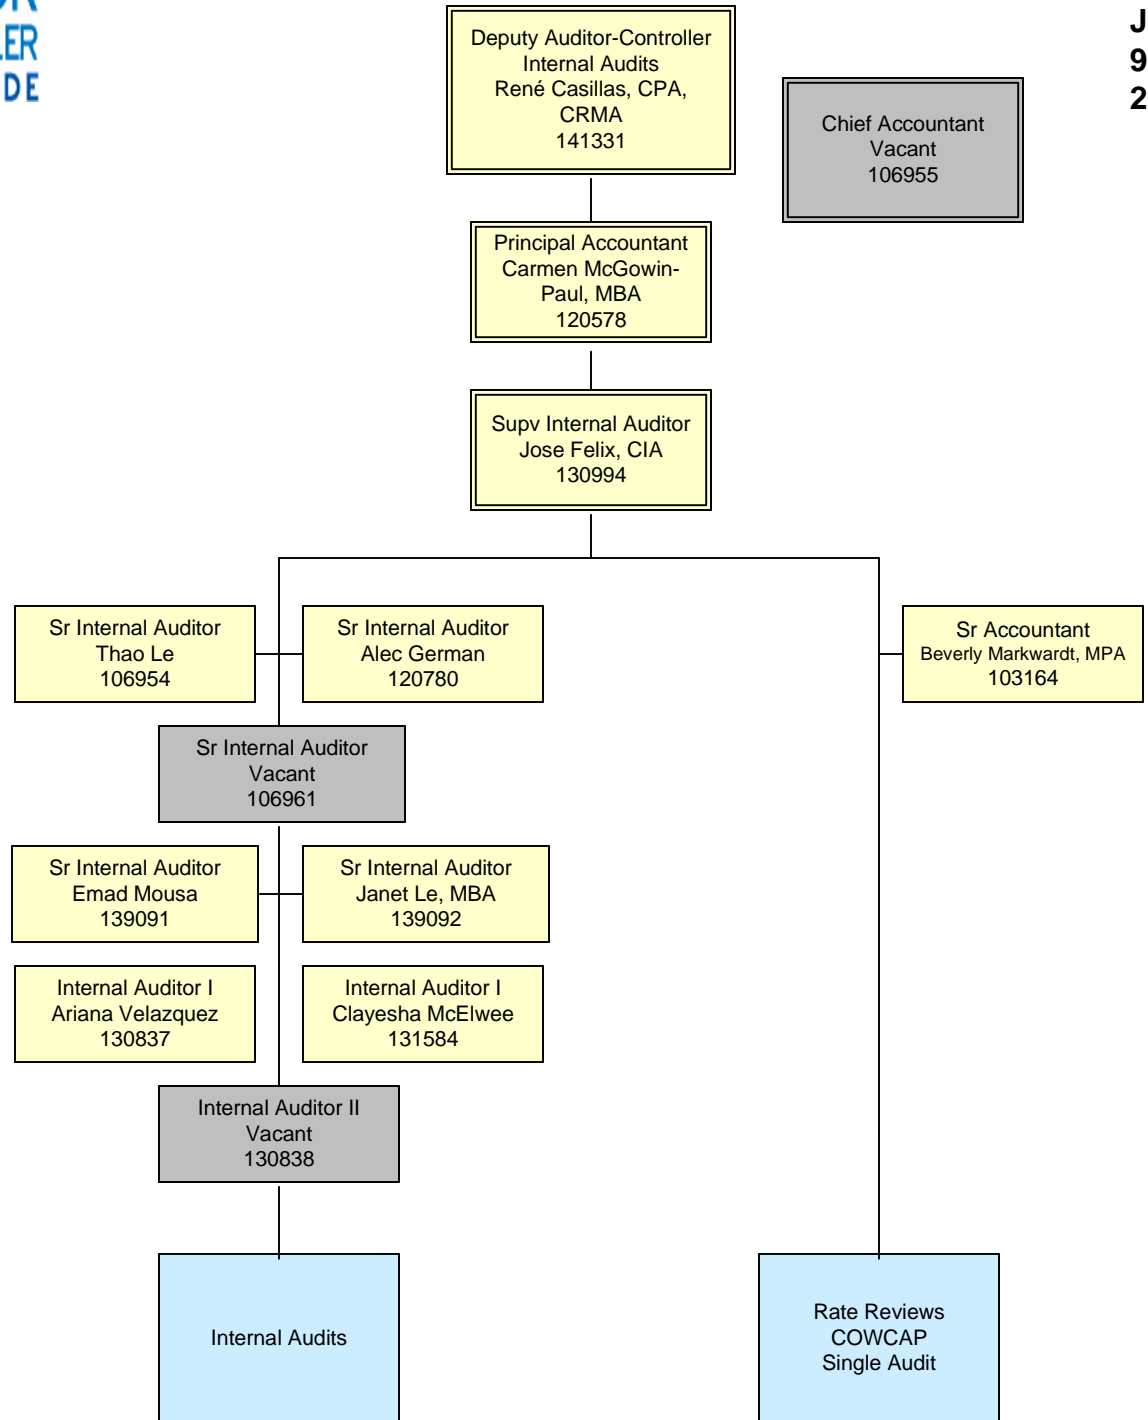 LER
DE
J
9
2
Deputy Auditor-Controller
Internal Audits
René Casillas, CPA,
CRMA
141331
Chief Accountant
Vacant
106955
Principal Accountant
Carmen McGowin-
Paul, MBA
120578
Supv Internal Auditor
Jose Felix, CIA
130994
Sr Internal Auditor
Thao Le
106954
Sr Internal Auditor
Alec German
120780
Sr Accountant
Beverly Markwardt, MPA
103164
Sr Internal Auditor
Vacant
106961
Sr Internal Auditor
Emad Mousa
139091
Sr Internal Auditor
Janet Le, MBA
139092
Internal Auditor I
Ariana Velazquez
130837
Internal Auditor I
Clayesha McElwee
131584
Internal Auditor II
Vacant
130838
Internal Audits
Rate Reviews
COWCAP
Single Audit